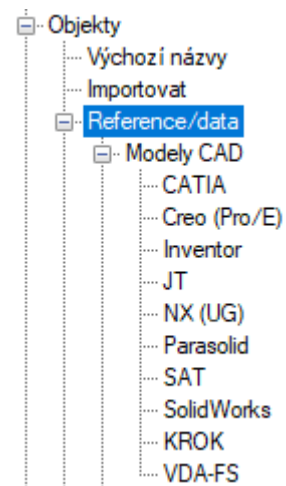 Objekty
Výchozí názvy
Importovat
Reference/data
Modely CAD
CATIA
Creo (Pro/E)
Inventor
JT
NX (UG)
Parasolid
SAT
SolidWorks
KROK
VDA-FS